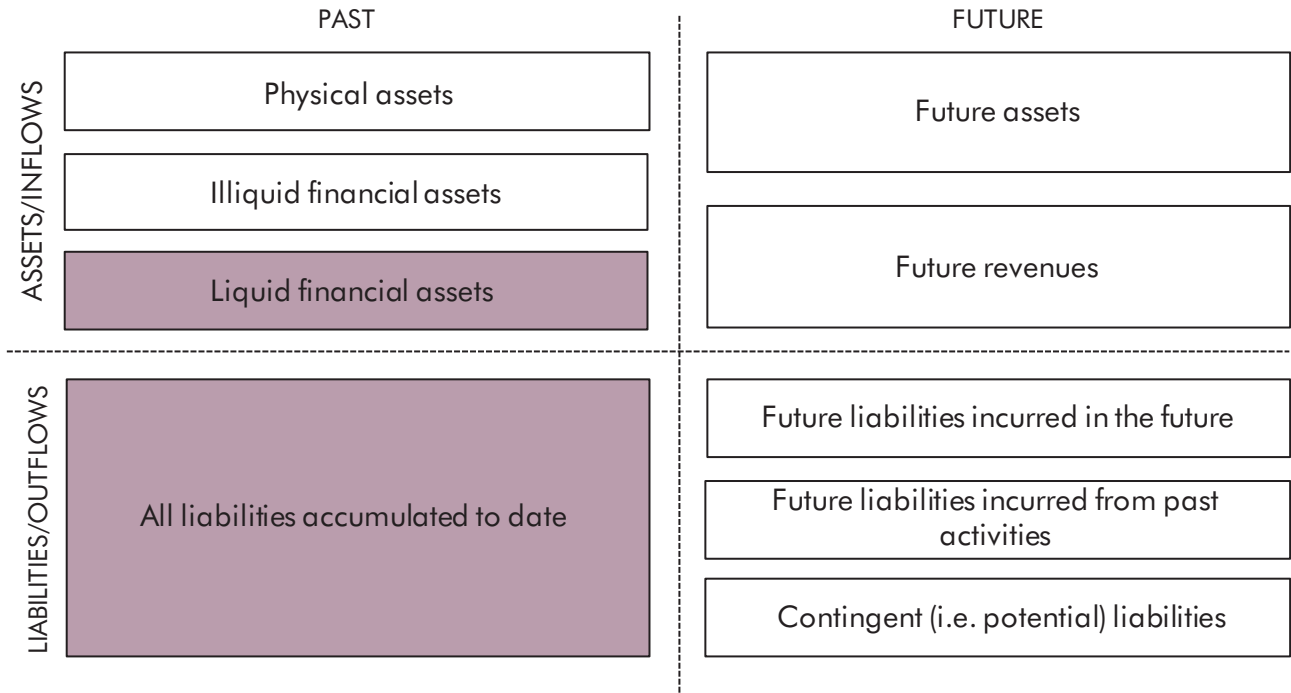 PAST
FUTURE
ASSETS/INFLOWS
Physical assets
Illiquid financial assets
Liquid financial assets
Future assets
Future revenues
LIABILITIES/OUTFLOWS
All liabilities accumulated to date
Future liabilities incurred in the future
Future liabilities incurred from past
activities
Contingent (i.e. potential) liabilities